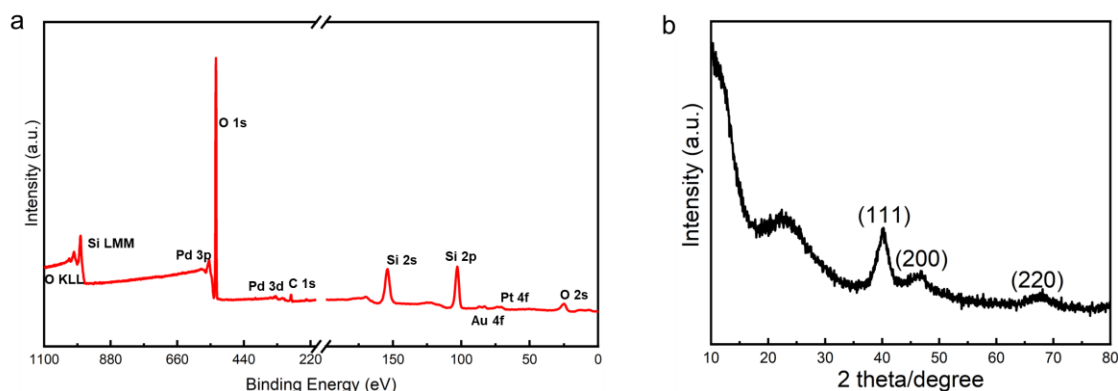 a
Intensity (a.u.)
O KLL
Si LMM
Pd 3p
O 1s
Pd 3d
C 1s
Si 2s
Si 2p
Au 4f
Pt 4f
O 2s
1100 880 660 440 220 150 100 50 0
Binding Energy (eV)
b
Intensity (a.u.)
(111)
(200)
(220)
10 20 30 40 50 60 70 80
2 theta/degree